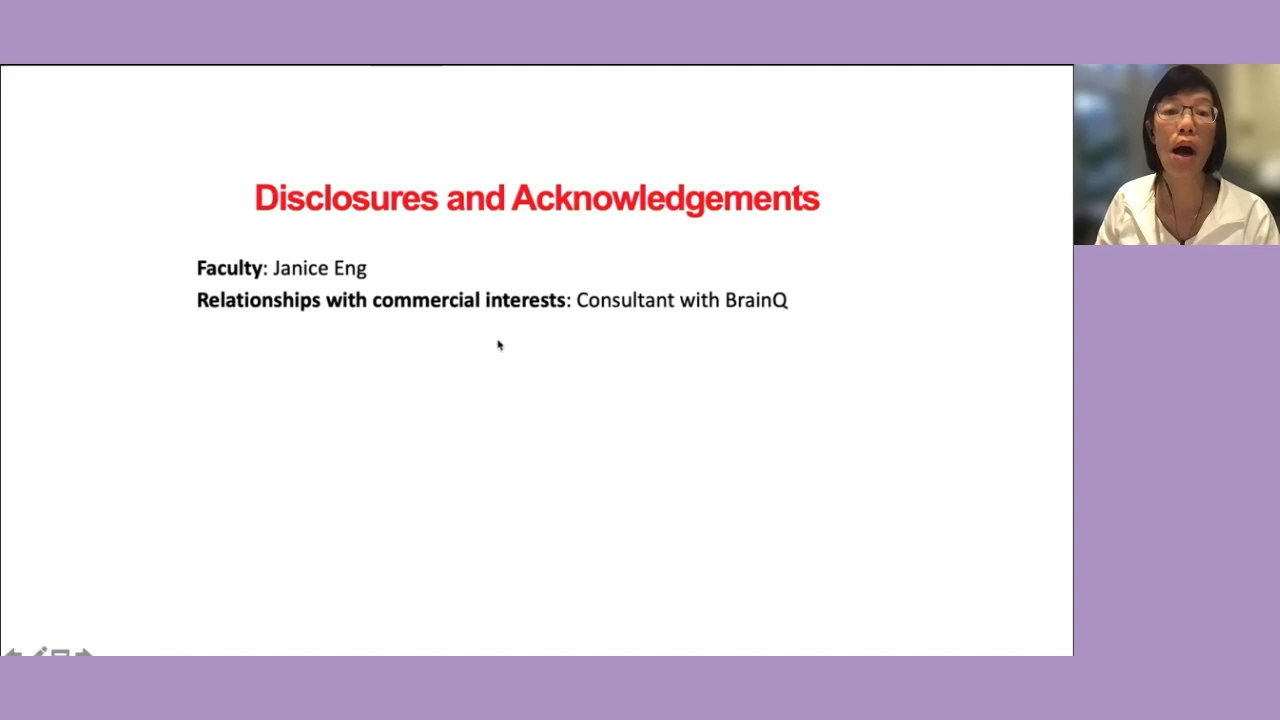 Disclosures and Acknowledgements
Faculty: Janice Eng
Relationships with commercial interests: Consultant with BrainQ